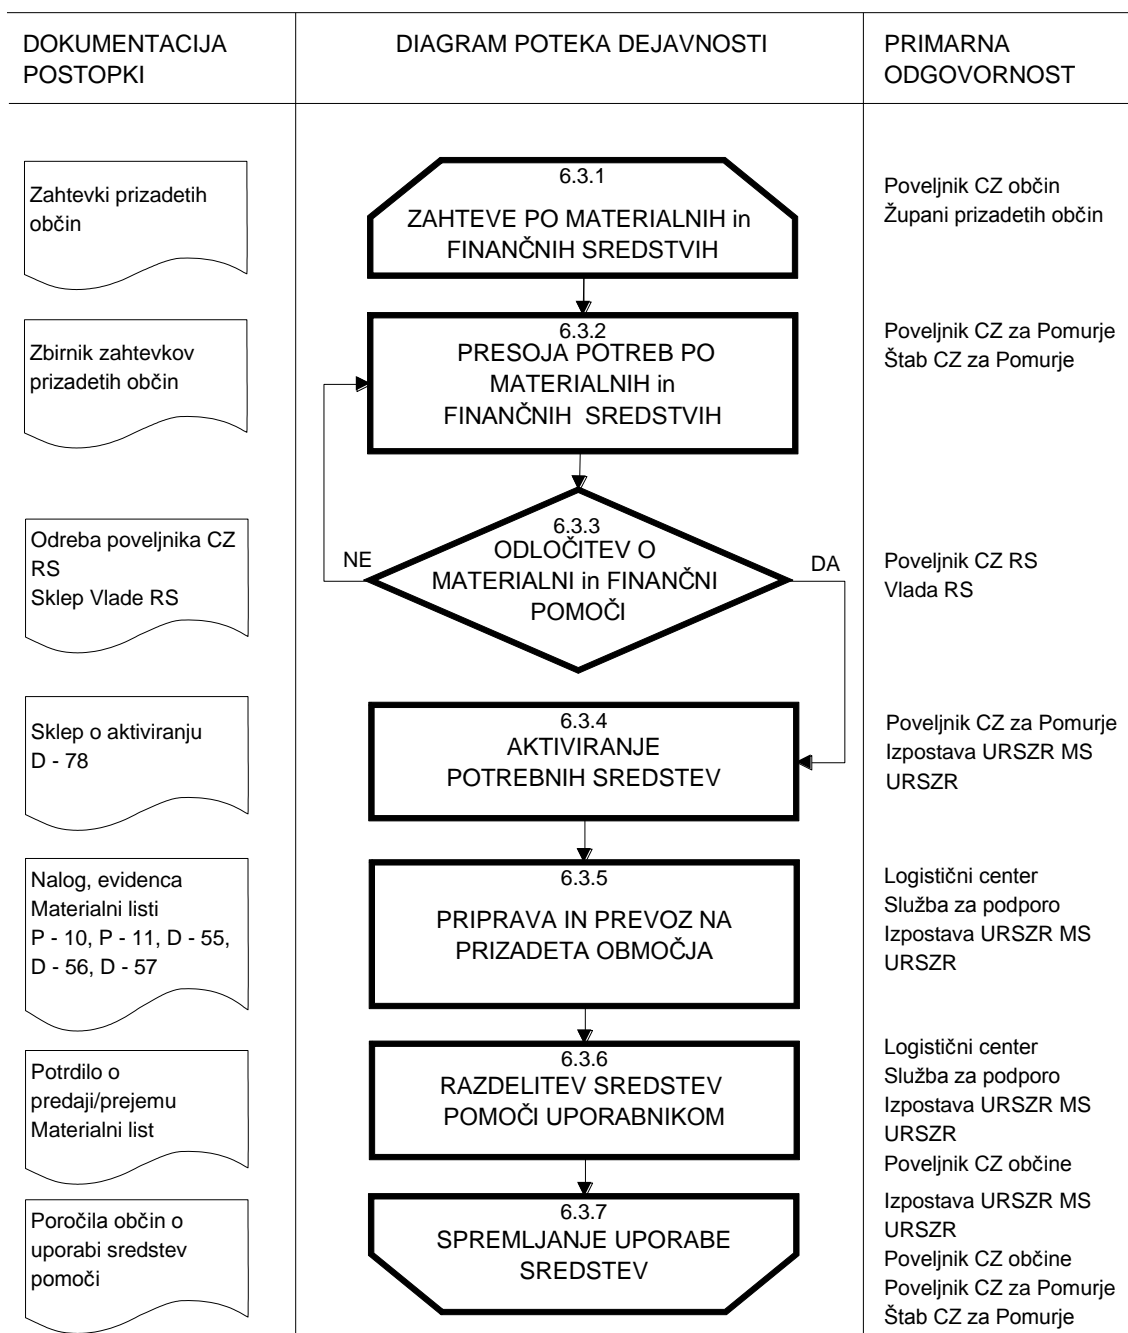 DOKUMENTACIJA
POSTOPKI
DIAGRAM POTEKA DEJAVNOSTI
PRIMARNA
ODGOVORNOST
Zahtevki prizadetih
občin
6.3.1
ZAHTEVE PO MATERIALNIH in
FINANČNIH SREDSTVIH
Poveljnik CZ občin
Župani prizadetih občin
Zbirnik zahtevkov
prizadetih občin
6.3.2
PRESOJA POTREB PO
MATERIALNIH in
FINANČNIH SREDSTVIH
Poveljnik CZ za Pomurje
Štab CZ za Pomurje
Odreba poveljnika CZ
RS
Sklep Vlade RS
NE
6.3.3
ODLOČITEV O
MATERIALNI in FINANČNI
POMOČI
DA
Poveljnik CZ RS
Vlada RS
Sklep o aktiviranju
D - 78
6.3.4
AKTIVIRANJE
POTREBNIH SREDSTEV
Poveljnik CZ za Pomurje
Izpostava URSZR MS
URSZR
Nalog, evidenca
Materialni listi
P - 10, P - 11, D - 55,
D - 56, D - 57
6.3.5
PRIPRAVA IN PREVOZ NA
PRIZADETA OBMOČJA
Logistični center
Služba za podporo
Izpostava URSZR MS
URSZR
Potrdilo o
predaji/prejemu
Materialni list
6.3.6
RAZDELITEV SREDSTEV
POMOČI UPORABNIKOM
Logistični center
Služba za podporo
Izpostava URSZR MS
URSZR
Poveljnik CZ občine
Poročila občin o
uporabi sredstev
pomoči
6.3.7
SPREMLJANJE UPORABE
SREDSTEV
Izpostava URSZR MS
URSZR
Poveljnik CZ občine
Poveljnik CZ za Pomurje
Štab CZ za Pomurje